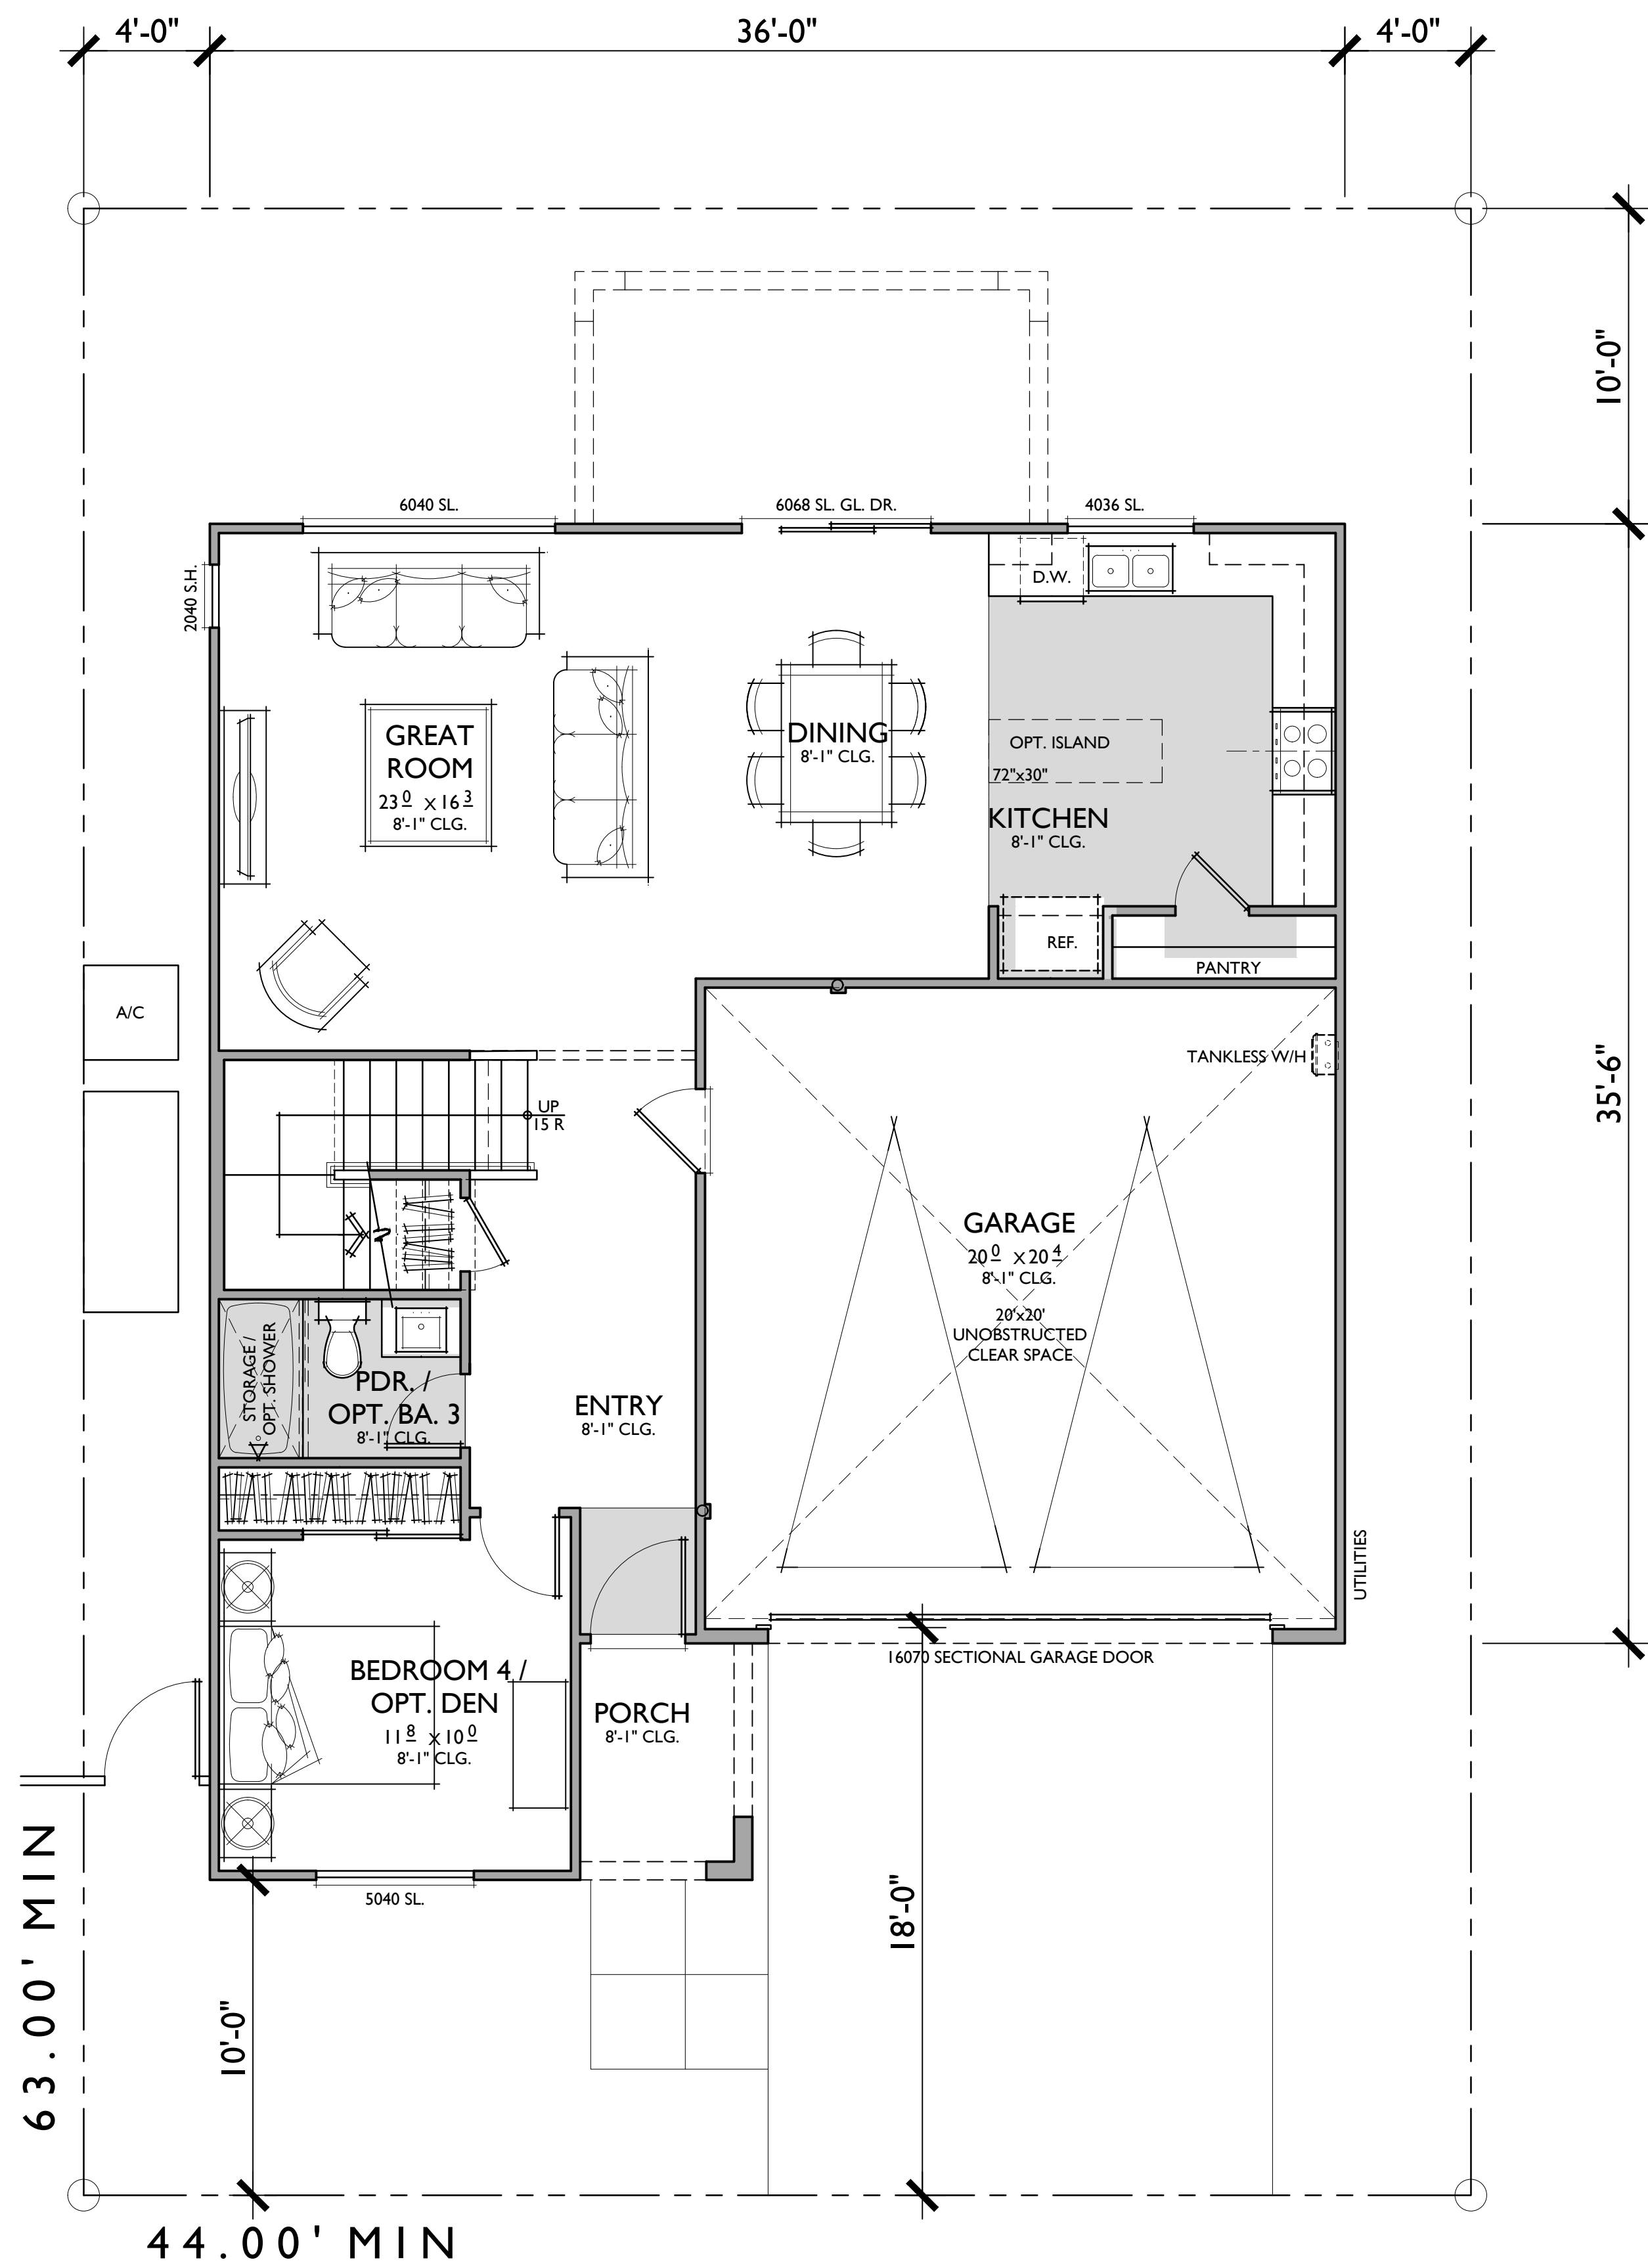 4'-0"
36'-0"
4'-0"
10'-0"
6040 SL.
6068 SL. GL. DR.
4036 SL.
2040 S.H.
D.W.
GREAT
ROOM
23 0 X 16 3
8'-1" CLG.
DINING
8'-1" CLG.
OPT. ISLAND
72"x30"
KITCHEN
8'-1" CLG.
REF.
PANTRY
A/C
TANKLESS W/H
35'-6"
UP
15 R
GARAGE
20 0 X 20 4
8'-1" CLG.
20'x20'
UNOBSTRUCTED
CLEAR SPACE
STORAGE /
OPT. SHOWER
PDR. /
OPT. BA. 3
8'-1" CLG.
ENTRY
8'-1" CLG.
UTILITIES
16070 SECTIONAL GARAGE DOOR
BEDROOM 4 /
OPT. DEN
11 8 X 10 0
8'-1" CLG.
PORCH
8'-1" CLG.
5040 SL.
18'-0"
10'-0"
63.00' MIN
44.00' MIN